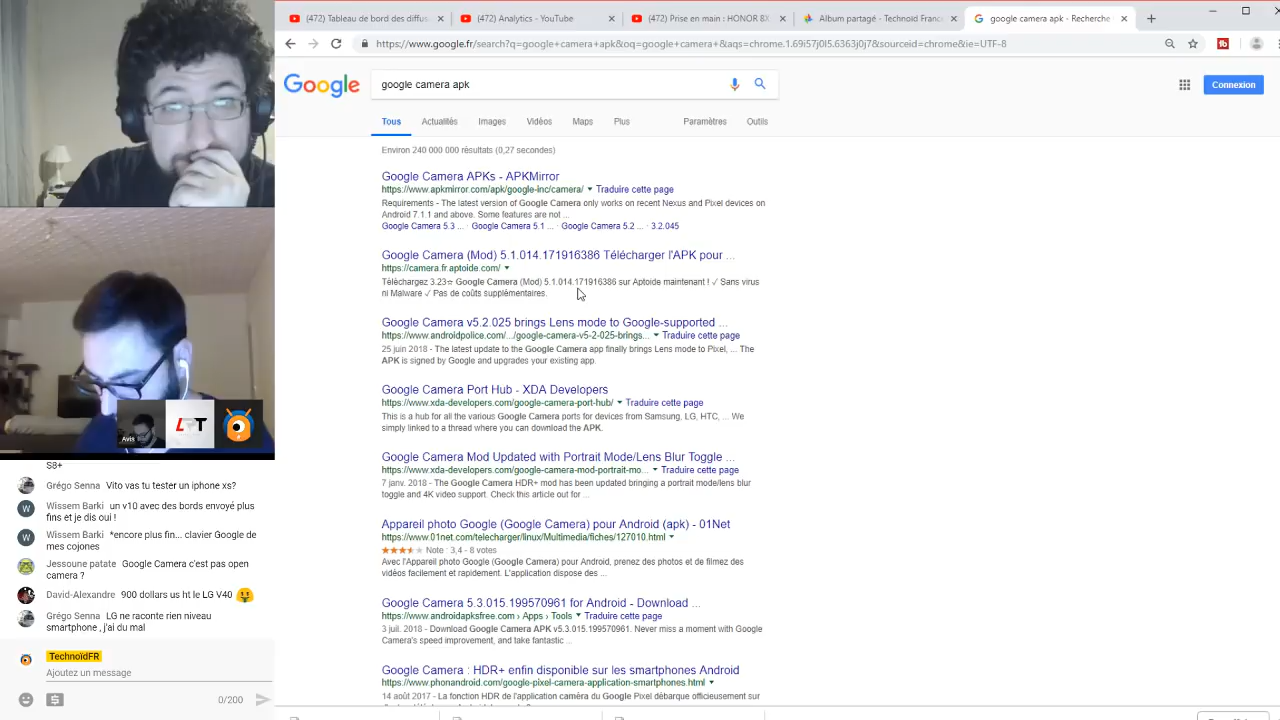 (472) Tableau de bord des diffus
(472) Analytics - YouTube
(472) Prise en main : HONOR 8X
Album partagé - Technoïd Franc
google camera apk - Recherche
https://www.google.fr/search?q=google+camera+apk&oq=google+camera+&aqs=chrome.1.69i57j0l5.6363j0j7&sourceid=chrome&ie=UTF-8
Google
google camera apk
Connexion
Tous
Actualités
Images
Vidéos
Maps
Plus
Paramètres
Outils
Environ 240 000 000 résultats (0,27 secondes)
Google Camera APKs - APKMirror
https://www.apkmirror.com/apk/google-inc/camera/ Traduire cette page
Requirements - The latest version of Google Camera only works on recent Nexus and Pixel devices on
Android 7.1.1 and above. Some features are not ...
Google Camera 5.3 ... Google Camera 5.1 ... Google Camera 5.2 ... 3.2.045
Google Camera (Mod) 5.1.014.171916386 Télécharger l'APK pour ...
https://camera.fr.aptoide.com/
Téléchargez 3.23☆ Google Camera (Mod) 5.1.014.171916386 sur Aptoide maintenant ! ✓ Sans virus
ni Malware ✓ Pas de coûts supplémentaires.
Google Camera v5.2.025 brings Lens mode to Google-supported ...
https://www.androidpolice.com/.../google-camera-v5-2-025-brings... Traduire cette page
25 juin 2018 - The latest update to the Google Camera app finally brings Lens mode to Pixel, ... The
APK is signed by Google and upgrades your existing app.
Google Camera Port Hub - XDA Developers
https://www.xda-developers.com/google-camera-port-hub/ Traduire cette page
This is a hub for all the various Google Camera ports for devices from Samsung, LG, HTC, ... We
simply linked to a thread where you can download the APK.
Google Camera Mod Updated with Portrait Mode/Lens Blur Toggle ...
https://www.xda-developers.com/google-camera-mod-portrait-mo... Traduire cette page
7 janv. 2018 - The Google Camera HDR+ mod has been updated bringing a portrait mode/lens blur
toggle and 4K video support. Check this article out for ...
Appareil photo Google (Google Camera) pour Android (apk) - 01Net
https://www.01net.com/telecharger/linux/Multimedia/fiches/127010.html
Note : 3,4 - 8 votes
Avec l'Appareil photo Google (Google Camera) pour Android, prenez des photos et de filmez des
vidéos facilement et rapidement. L'application dispose des ...
Google Camera 5.3.015.199570961 for Android - Download ...
https://www.androidapksfree.com › Apps › Tools Traduire cette page
3 juil. 2018 - Download Google Camera APK v5.3.015.199570961. Never miss a moment with Google
Camera's speed improvement, and take fantastic ...
Google Camera : HDR+ enfin disponible sur les smartphones Android
https://www.phonandroid.com/google-pixel-camera-application-smartphones.html
14 août 2017 - La fonction HDR de l'application caméra du Google Pixel débarque officieusement sur
Avis
LT
S8+
Grégo Senna Vito vas tu tester un iphone xs?
W
Wissem Barki un v10 avec des bords envoyé plus
fins et je dis oui !
W
Wissem Barki *encore plus fin... clavier Google de
mes cojones
Jessoune patate Google Camera c'est pas open
camera ?
David-Alexandre 900 dollars us ht le LG V40
Grégo Senna LG ne raconte rien niveau
smartphone , j'ai du mal
TechnoïdFR
Ajoutez un message
0/200